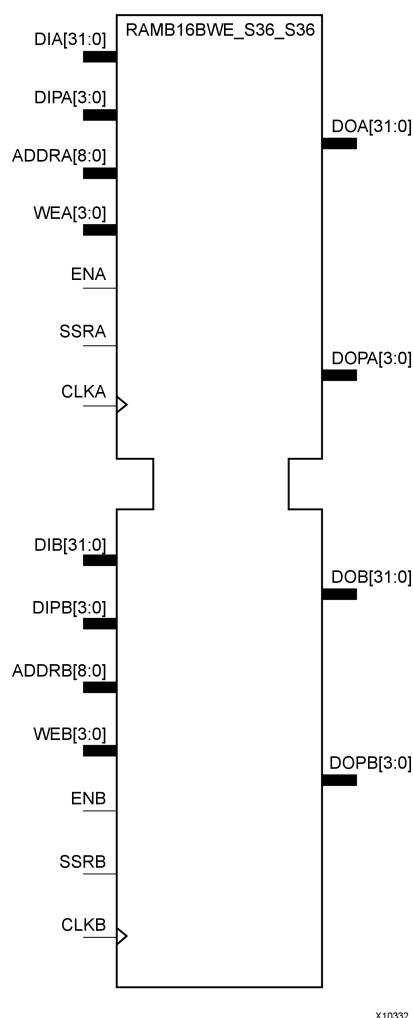 RAMB16BWE_S36_S36
DIA[31:0]
DIPA[3:0]
DOA[31:0]
ADDRA[8:0]
WEA[3:0]
ENA
SSRA
DOPA[3:0]
CLKA
DIB[31:0]
DOB[31:0]
DIPB[3:0]
ADDRB[8:0]
WEB[3:0]
DOPB[3:0]
ENB
SSRB
CLKB
X10332